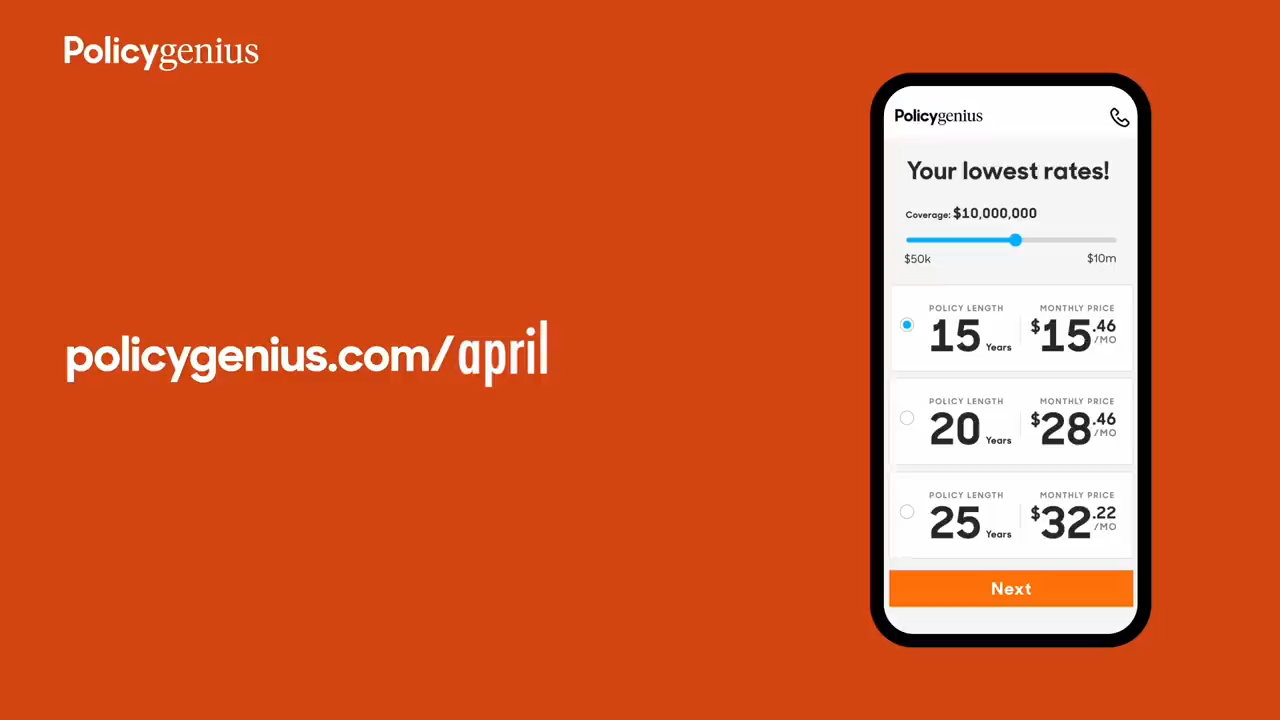 Policygenius
policygenius.com/april
Policygenius
Your lowest rates!
Coverage: $10,000,000
$50k $10m
POLICY LENGTH MONTHLY PRICE
15 Years $15.46 /MO
POLICY LENGTH MONTHLY PRICE
20 Years $28.46 /MO
POLICY LENGTH MONTHLY PRICE
25 Years $32.22 /MO
Next